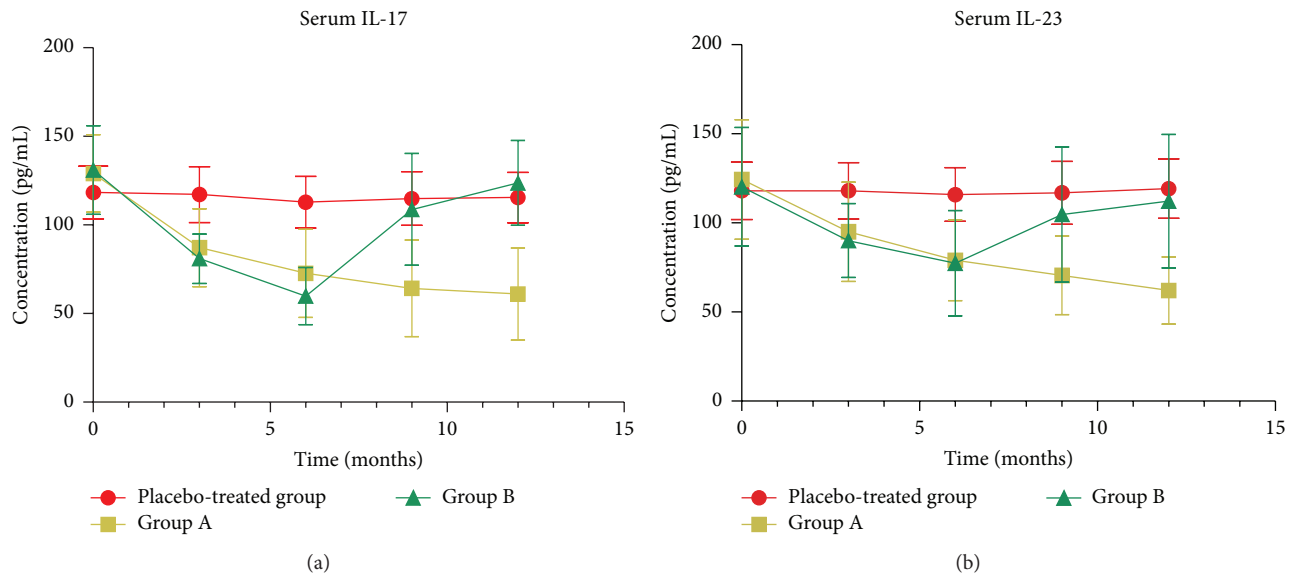 Serum IL-17
200
150
100
50
0
Concentration (pg/mL)
0 5 10 15
Time (months)
Placebo-treated group
Group B
Group A
(a)
Serum IL-23
200
150
100
50
0
Concentration (pg/mL)
0 5 10 15
Time (months)
Placebo-treated group
Group B
Group A
(b)